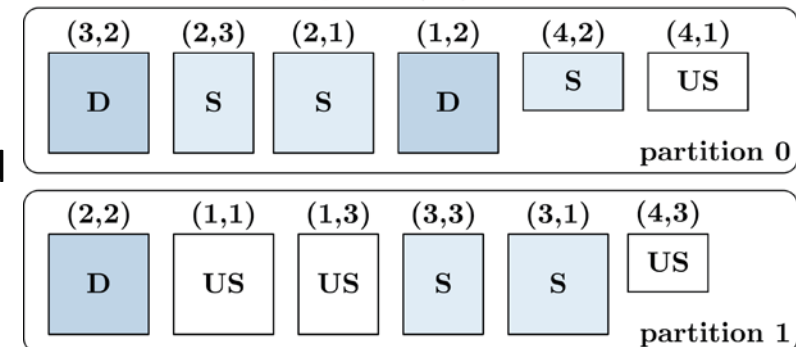 (3,2) (2,3) (2,1) (1,2) (4,2) (4,1)
D S S D S US
partition 0
(2,2) (1,1) (1,3) (3,3) (3,1) (4,3)
D US US S S US
partition 1